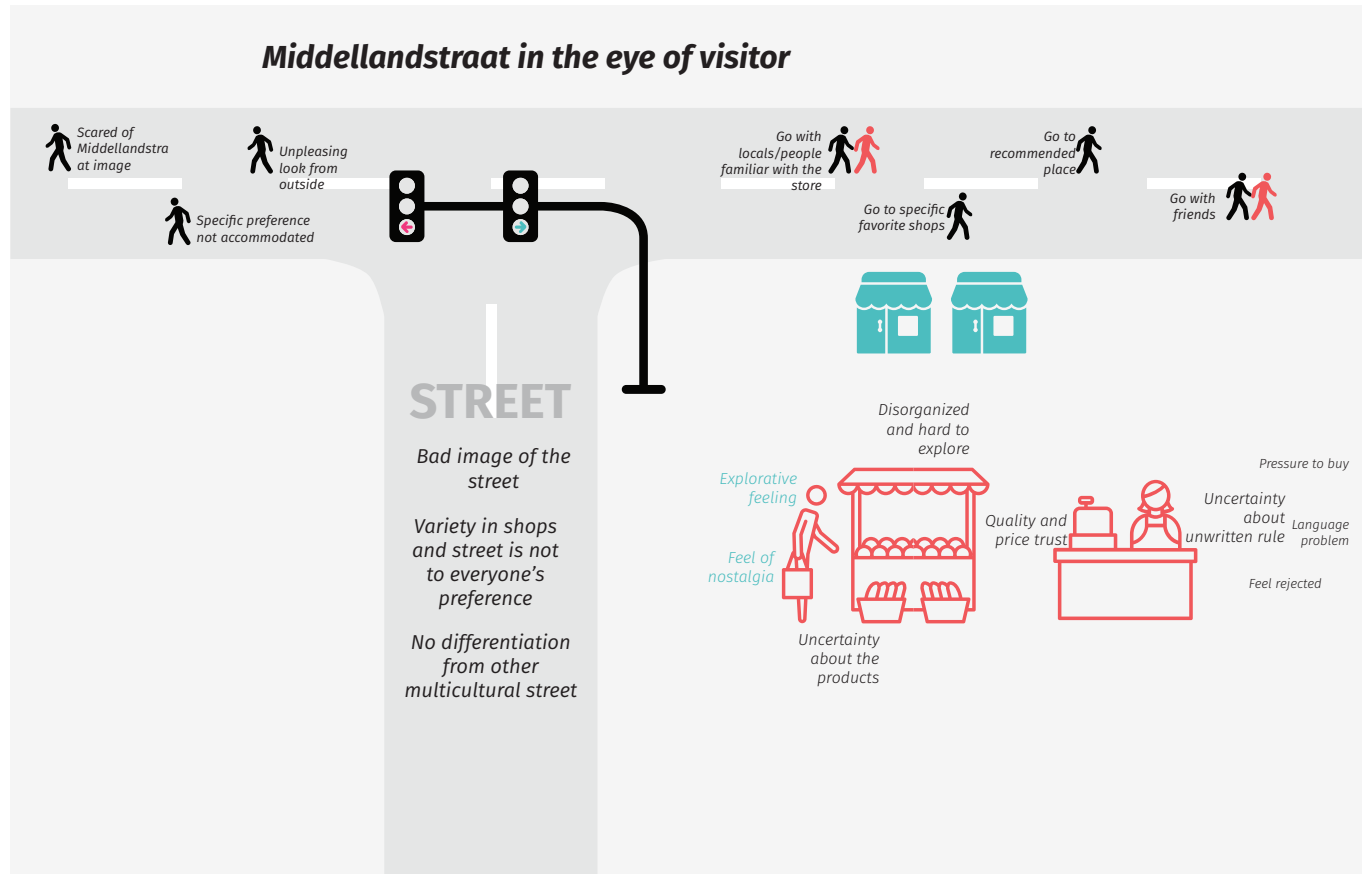 Middellandstraat in the eye of visitor
Scared of
Middellandstra
at image
Unpleasing
look from
outside
Specific preference
not accommodated
Go with
locals/people
familiar with the
store
Go to
recommended
place
Go to specific
favorite shops
Go with
friends
STREET
Bad image of the
street
Variety in shops
and street is not
to everyone’s
preference
No differentiation
from other
multicultural street
Disorganized
and hard to
explore
Explorative
feeling
Feel of
nostalgia
Uncertainty
about the
products
Quality and
price trust
Pressure to buy
Uncertainty
about
unwritten rule
Language
problem
Feel rejected